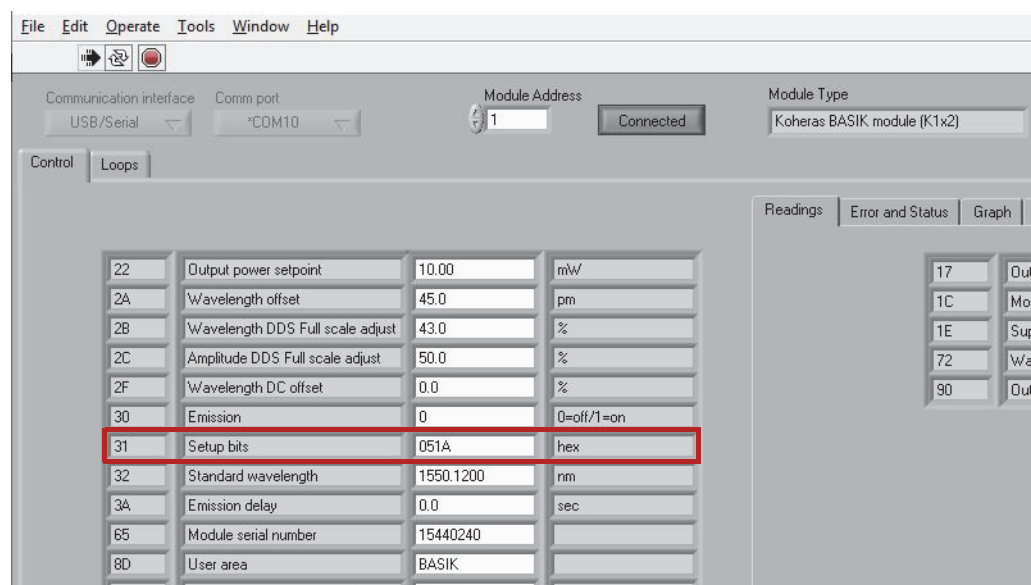 File Edit Operate Tools Window Help
Communication interface Comm port Module Address Module Type
USB/Serial *COM10 1 Connected Koheras BASIK module (K1x2)
Control Loops
Readings Error and Status Graph
22 Output power setpoint 10.00 mW
2A Wavelength offset 45.0 pm
2B Wavelength DDS Full scale adjust 43.0 %
2C Amplitude DDS Full scale adjust 50.0 %
2F Wavelength DC offset 0.0 %
30 Emission 0 0=off/1=on
31 Setup bits 051A hex
32 Standard wavelength 1550.1200 nm
3A Emission delay 0.0 sec
65 Module serial number 15440240
8D User area BASIK
17 Out
1C Mo
1E Sup
72 Wa
90 Out